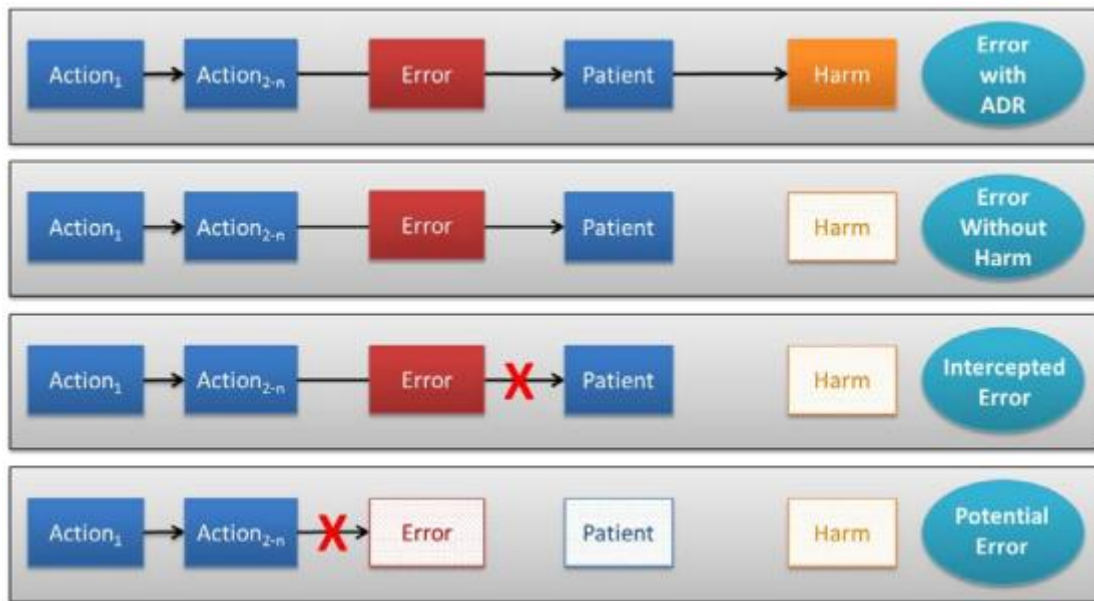 Action₁ Action₂₋ₙ Error Patient Harm Error
with
ADR
Action₁ Action₂₋ₙ Error Patient Harm Error
Without
Harm
Action₁ Action₂₋ₙ Error X Patient Harm Intercepted
Error
Action₁ Action₂₋ₙ X Error Patient Harm Potential
Error